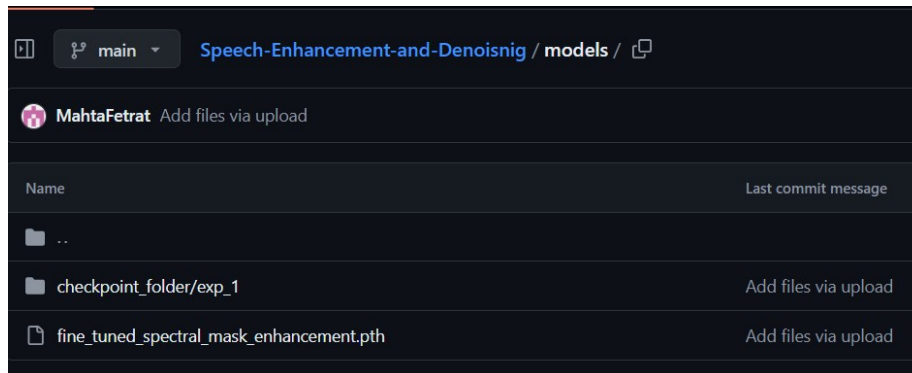 main Speech-Enhancement-and-Denoisnig / models /
MahtaFetrat Add files via upload
Name Last commit message
..
checkpoint_folder/exp_1 Add files via upload
fine_tuned_spectral_mask_enhancement.pth Add files via upload